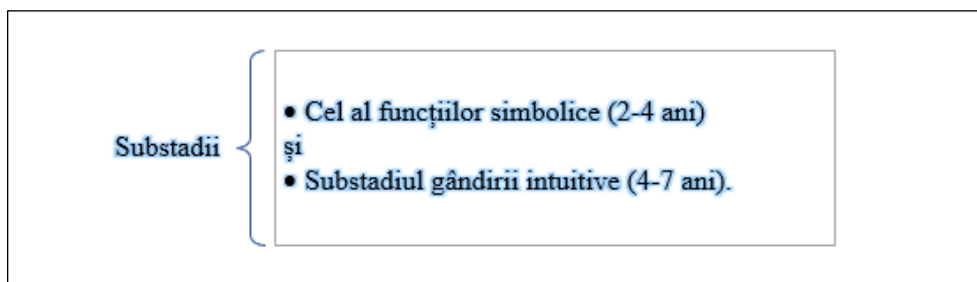 • Cel al funcțiilor simbolice (2-4 ani)
Substadii
și
• Substadiul gândirii intuitive (4-7 ani).